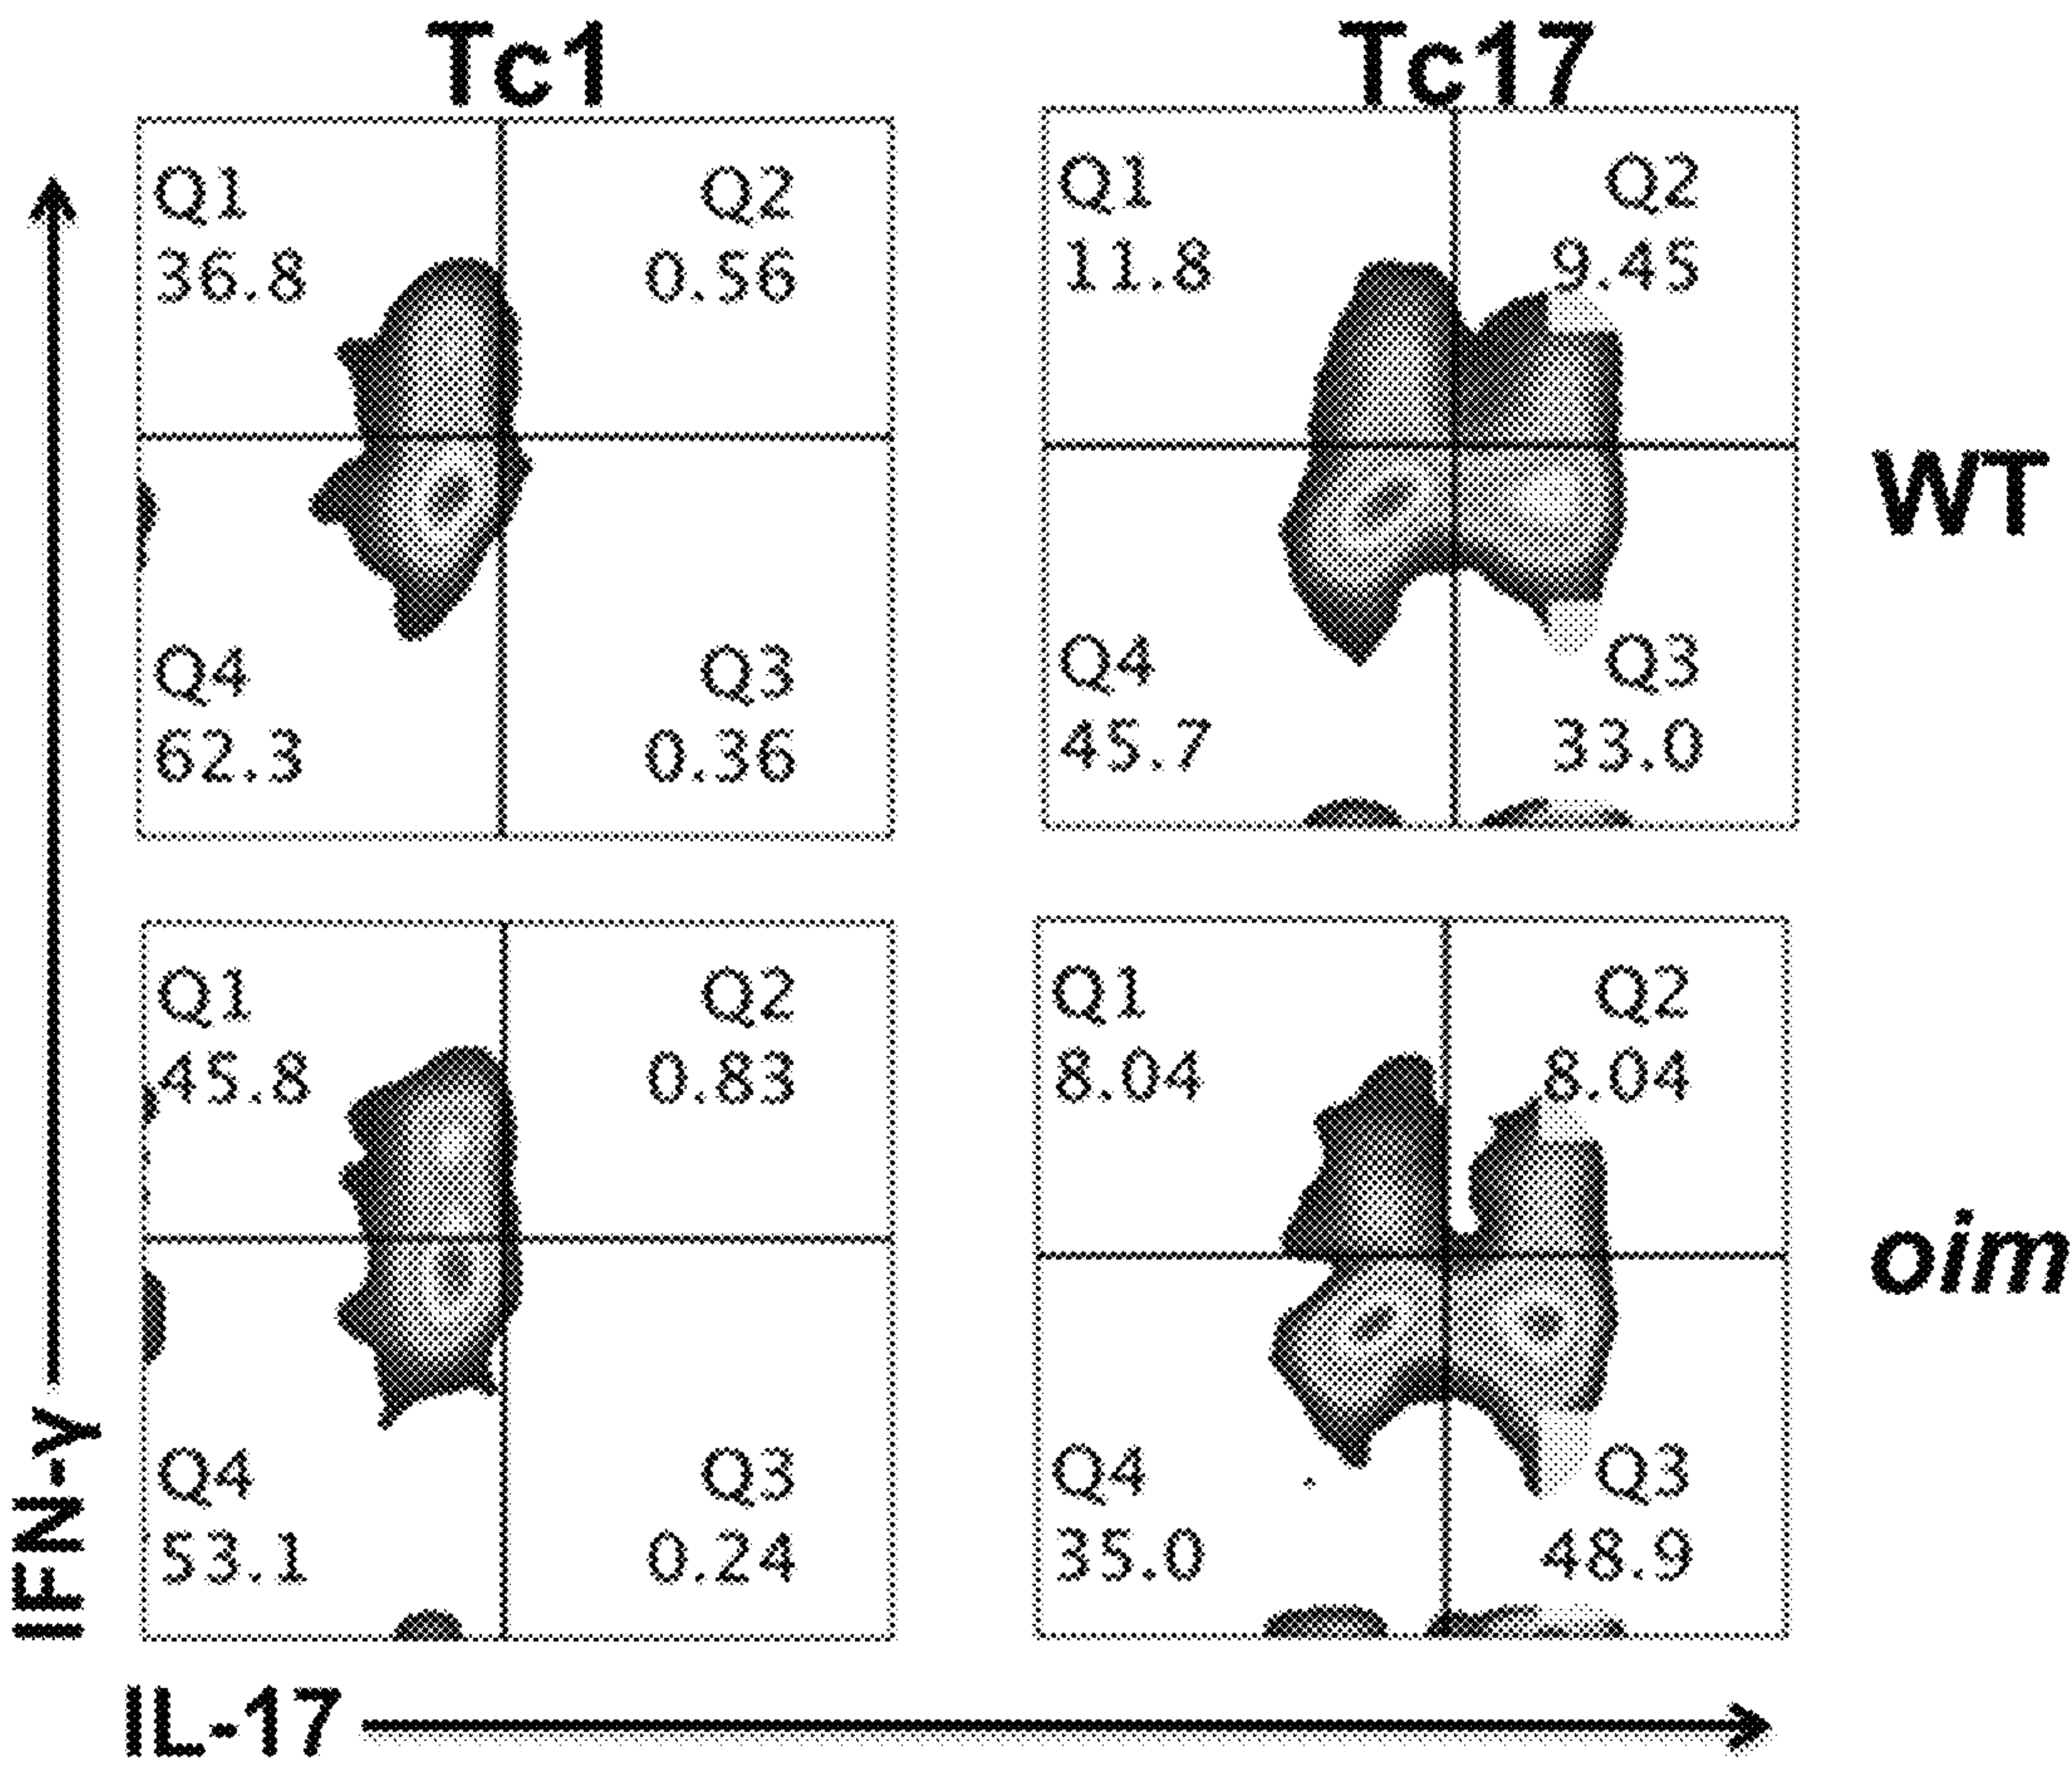 Tc1
Tc17
Q1
36.8
Q2
0.56
Q4
62.3
Q3
0.36
Q1
11.8
Q2
9.45
Q4
45.7
Q3
33.0
WT
Q1
45.8
Q2
0.83
Q4
53.1
Q3
0.24
Q1
8.04
Q2
8.04
Q4
35.0
Q3
48.9
oim
IFN-γ
IL-17